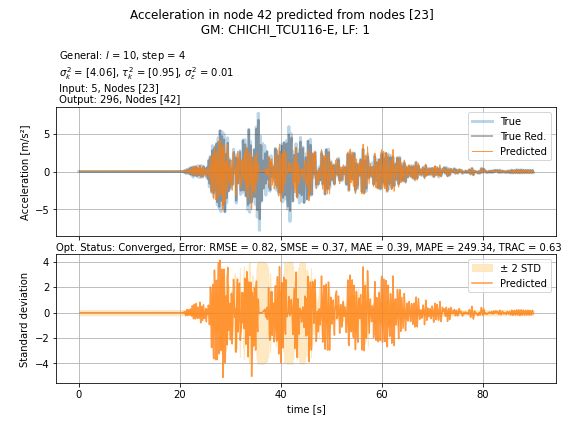 Acceleration in node 42 predicted from nodes [23]
GM: CHICHI_TCU116-E, LF: 1
General: l = 10, step = 4
σ²ₖ = [4.06], τ²ₖ = [0.95], σ²ε = 0.01
Input: 5, Nodes [23]
Output: 296, Nodes [42]
Acceleration [m/s²]
5
0
−5
True
True Red.
Predicted
Opt. Status: Converged, Error: RMSE = 0.82, SMSE = 0.37, MAE = 0.39, MAPE = 249.34, TRAC = 0.63
Standard deviation
4
2
0
−2
−4
± 2 STD
Predicted
0 20 40 60 80
time [s]